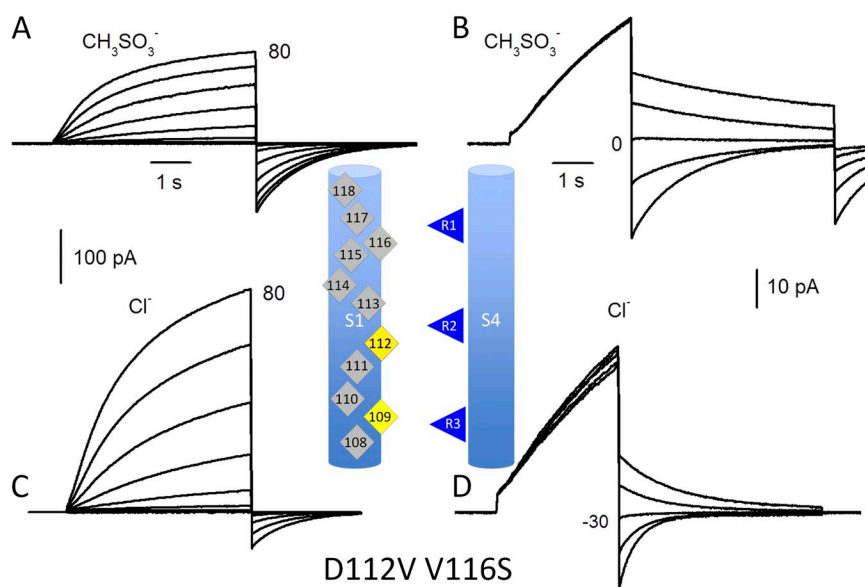 A
CH3SO3-
80
1 s
B
CH3SO3-
0
1 s
118
117
116
115
114
113
S1
112
111
110
109
108
R1
R2
S4
R3
100 pA
10 pA
Cl-
80
C
Cl-
-30
D
D112V V116S